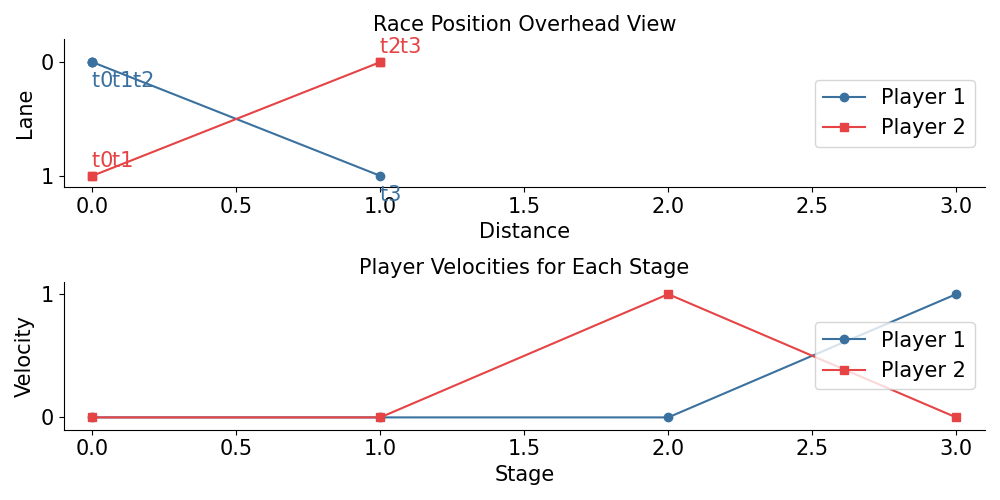 Race Position Overhead View
t2t3
0
t0t1t2
Player 1
Player 2
Lane
t0t1
1
t3
0.0 0.5 1.0 1.5 2.0 2.5 3.0
Distance
Player Velocities for Each Stage
1
Player 1
Player 2
Velocity
0
0.0 0.5 1.0 1.5 2.0 2.5 3.0
Stage